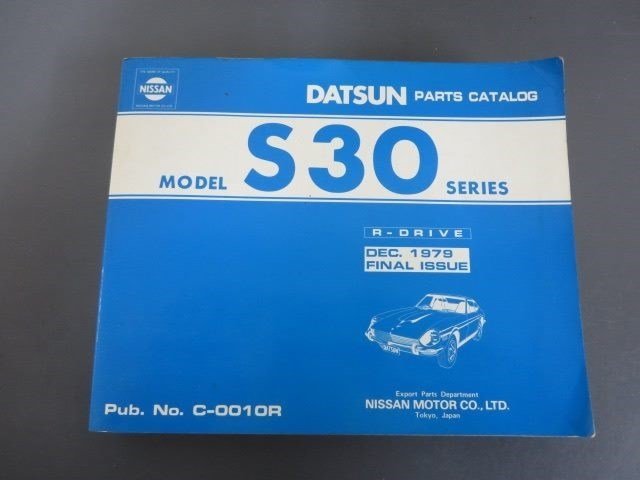 NISSAN
DATSUN PARTS CATALOG
MODEL S30 SERIES
R-DRIVE
DEC. 1979
FINAL ISSUE
DATSUN
Export Parts Department
NISSAN MOTOR CO., LTD.
Tokyo, Japan
Pub. No. C-0010R